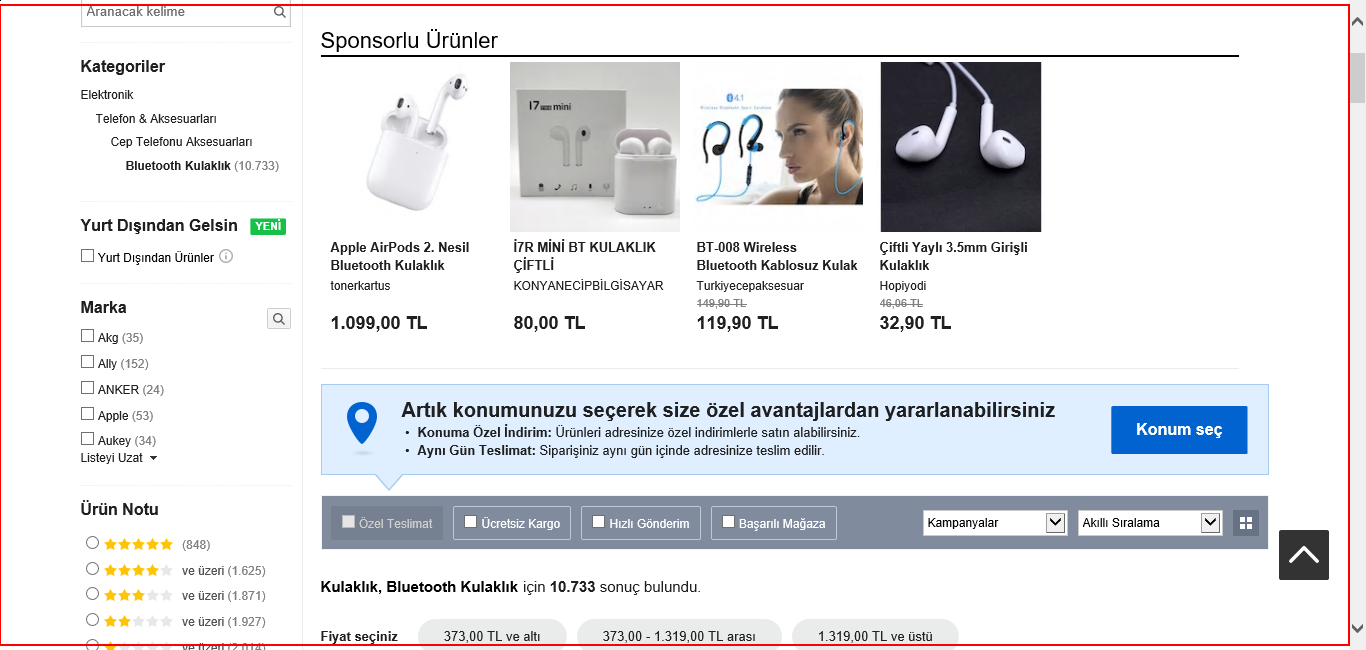 Aranacak kelime
Kategoriler
Elektronik
Telefon & Aksesuarları
Cep Telefonu Aksesuarları
Bluetooth Kulaklık (10.733)
Yurt Dışından Gelsin YENİ
Yurt Dışından Ürünler
Marka
Akg (35)
Ally (152)
ANKER (24)
Apple (53)
Aukey (34)
Listeyi Uzat
Ürün Notu
(848)
ve üzeri (1.625)
ve üzeri (1.871)
ve üzeri (1.927)
ve üzeri (2.014)
Sponsorlu Ürünler
Apple AirPods 2. Nesil
Bluetooth Kulaklık
tonerkartus
1.099,00 TL
i7 mini
İ7R MİNİ BT KULAKLIK
ÇİFTLİ
KONYANECİPBİLGİSAYAR
80,00 TL
4.1
BT-008 Wireless
Bluetooth Kablosuz Kulak
Turkiyecepaksesuar
149,90 TL
119,90 TL
Çiftli Yaylı 3.5mm Girişli
Kulaklık
Hopiyodi
46,06 TL
32,90 TL
Artık konumunuzu seçerek size özel avantajlardan yararlanabilirsiniz
• Konuma Özel İndirim: Ürünleri adresinize özel indirimlerle satın alabilirsiniz.
• Aynı Gün Teslimat: Siparişiniz aynı gün içinde adresinize teslim edilir.
Konum seç
Özel Teslimat Ücretsiz Kargo Hızlı Gönderim Başarılı Mağaza Kampanyalar Akıllı Sıralama
Kulaklık, Bluetooth Kulaklık için 10.733 sonuç bulundu.
Fiyat seçiniz 373,00 TL ve altı 373,00 - 1.319,00 TL arası 1.319,00 TL ve üstü